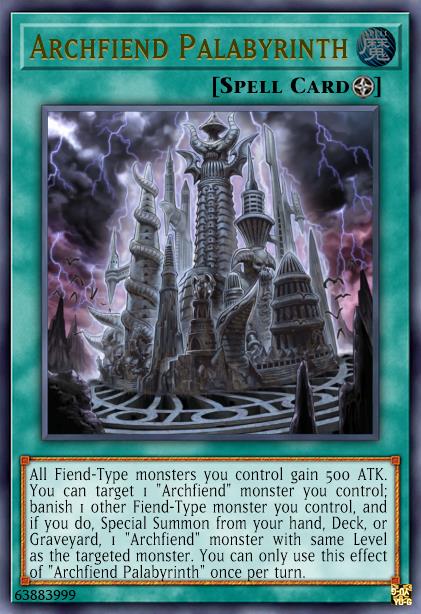 Archfiend Palabyrinth
魔
[Spell Card]
All Fiend-Type monsters you control gain 500 ATK.
You can target 1 "Archfiend" monster you control;
banish 1 other Fiend-Type monster you control, and
if you do, Special Summon from your hand, Deck, or
Graveyard, 1 "Archfiend" monster with same Level
as the targeted monster. You can only use this effect
of "Archfiend Palabyrinth" once per turn.
63883999